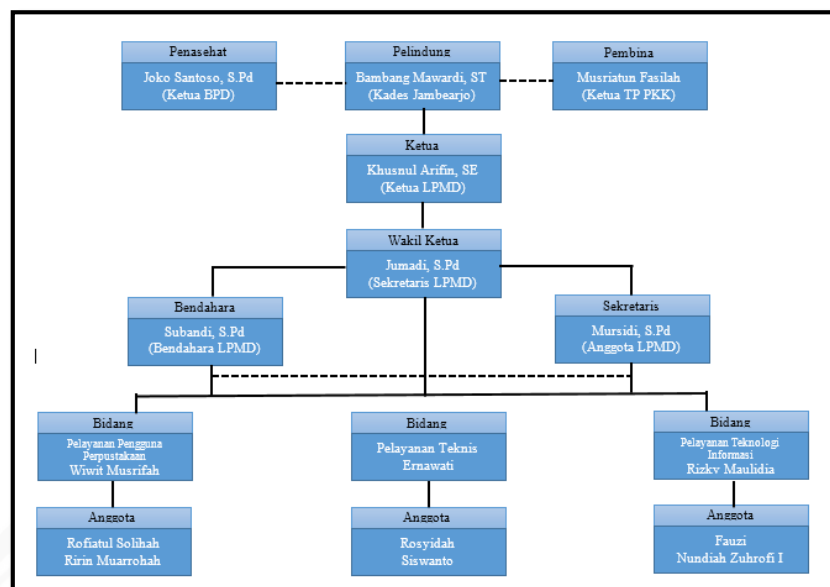 Penasehat
Joko Santoso, S.Pd
(Ketua BPD)
Pelindung
Bambang Mawardi, ST
(Kades Jambearjo)
Pembina
Musriatun Fasilah
(Ketua TP PKK)
Ketua
Khusnul Arifin, SE
(Ketua LPMD)
Wakil Ketua
Jumadi, S.Pd
(Sekretaris LPMD)
Bendahara
Subandi, S.Pd
(Bendahara LPMD)
Sekretaris
Mursidi, S.Pd
(Anggota LPMD)
Bidang
Pelayanan Pengguna
Perpustakaan
Wiwit Musrifah
Bidang
Pelayanan Teknis
Ernawati
Bidang
Pelayanan Teknologi
Informasi
Rizky Maulidia
Anggota
Rofiatul Solihah
Ririn Muarrohah
Anggota
Rosyidah
Siswanto
Anggota
Fauzi
Nundiah Zuhrofi I